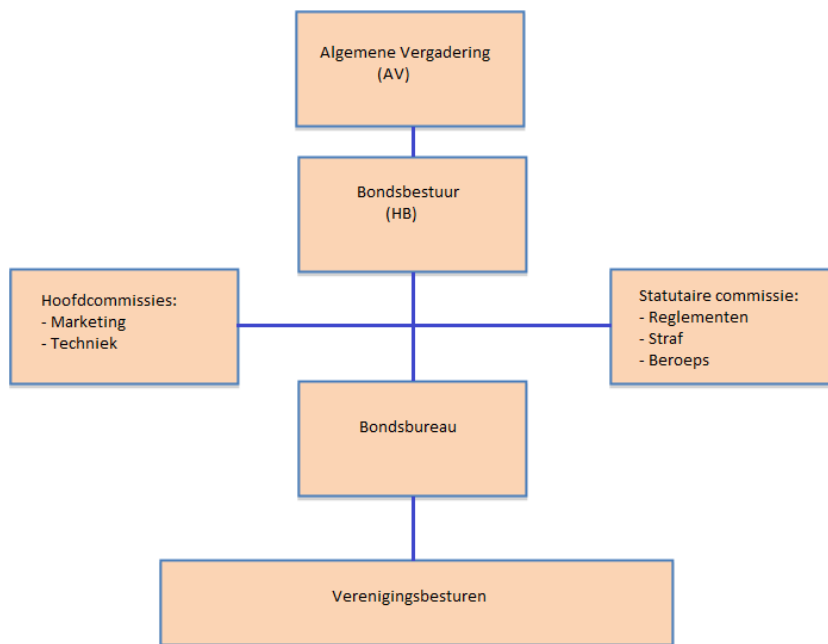 Algemene Vergadering
(AV)
Bondsbestuur
(HB)
Hoofdcommissies:
- Marketing
- Techniek
Statutaire commissie:
- Reglementen
- Straf
- Beroeps
Bondsbureau
Verenigingsbesturen